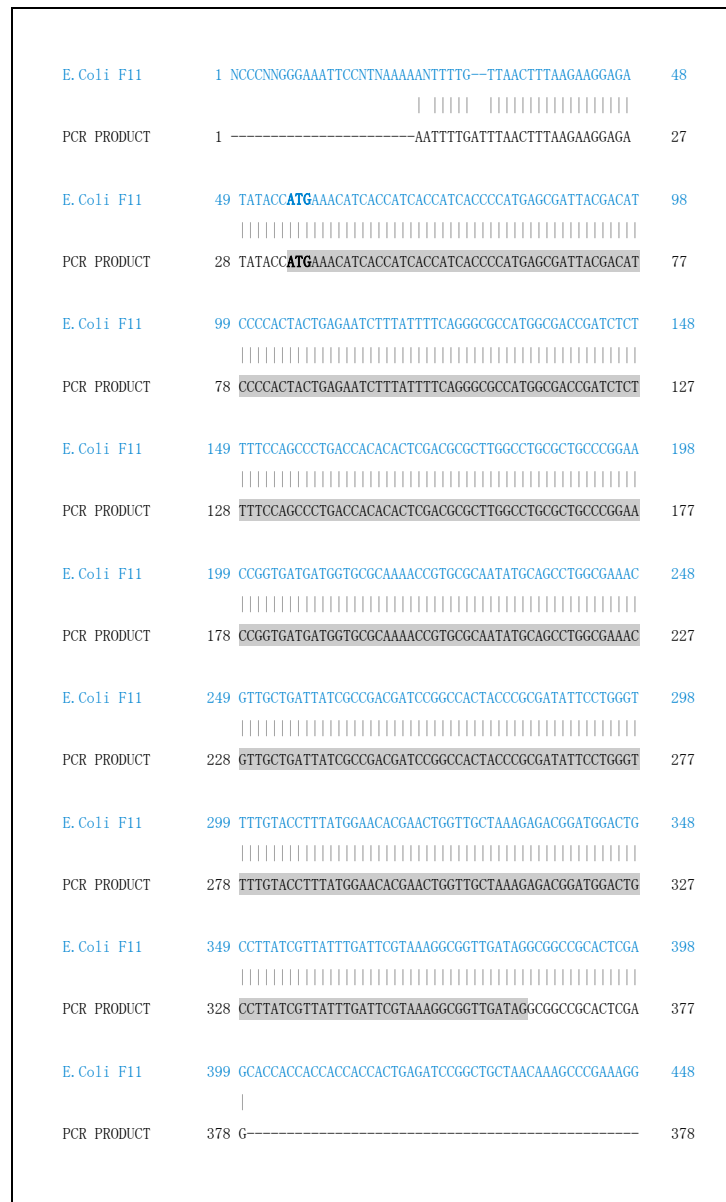 E.Coli F11 1 NCCCNNGGGAAATTCCNTNAAAAANTTTTG--TTAACTTTAAGAAGGAGA 48
| ||||| ||||||||||||||||||
PCR PRODUCT 1 -----------------------AATTTTGATTTAACTTTAAGAAGGAGA 27
E.Coli F11 49 TATACCATGAAACATCACCATCACCATCACCCCATGAGCGATTACGACAT 98
||||||||||||||||||||||||||||||||||||||||||||||||||
PCR PRODUCT 28 TATACCATGAAACATCACCATCACCATCACCCCATGAGCGATTACGACAT 77
E.Coli F11 99 CCCCACTACTGAGAATCTTTATTTTCAGGGCGCCATGGCGACCGATCTCT 148
||||||||||||||||||||||||||||||||||||||||||||||||||
PCR PRODUCT 78 CCCCACTACTGAGAATCTTTATTTTCAGGGCGCCATGGCGACCGATCTCT 127
E.Coli F11 149 TTTCCAGCCCTGACCACACACTCGACGCGCTTGGCCTGCGCTGCCCGGAA 198
||||||||||||||||||||||||||||||||||||||||||||||||||
PCR PRODUCT 128 TTTCCAGCCCTGACCACACACTCGACGCGCTTGGCCTGCGCTGCCCGGAA 177
E.Coli F11 199 CCGGTGATGATGGTGCGCAAAACCGTGCGCAATATGCAGCCTGGCGAAAC 248
||||||||||||||||||||||||||||||||||||||||||||||||||
PCR PRODUCT 178 CCGGTGATGATGGTGCGCAAAACCGTGCGCAATATGCAGCCTGGCGAAAC 227
E.Coli F11 249 GTTGCTGATTATCGCCGACGATCCGGCCACTACCCGCGATATTCCTGGGT 298
||||||||||||||||||||||||||||||||||||||||||||||||||
PCR PRODUCT 228 GTTGCTGATTATCGCCGACGATCCGGCCACTACCCGCGATATTCCTGGGT 277
E.Coli F11 299 TTTGTACCTTTATGGAACACGAACTGGTTGCTAAAGAGACGGATGGACTG 348
||||||||||||||||||||||||||||||||||||||||||||||||||
PCR PRODUCT 278 TTTGTACCTTTATGGAACACGAACTGGTTGCTAAAGAGACGGATGGACTG 327
E.Coli F11 349 CCTTATCGTTATTTGATTCGTAAAGGCGGTTGATAGGCGGCCGCACTCGA 398
||||||||||||||||||||||||||||||||||||||||||||||||||
PCR PRODUCT 328 CCTTATCGTTATTTGATTCGTAAAGGCGGTTGATAGGCGGCCGCACTCGA 377
E.Coli F11 399 GCACCACCACCACCACCACTGAGATCCGGCTGCTAACAAAGCCCGAAAGG 448
|
PCR PRODUCT 378 G------------------------------------------------- 378